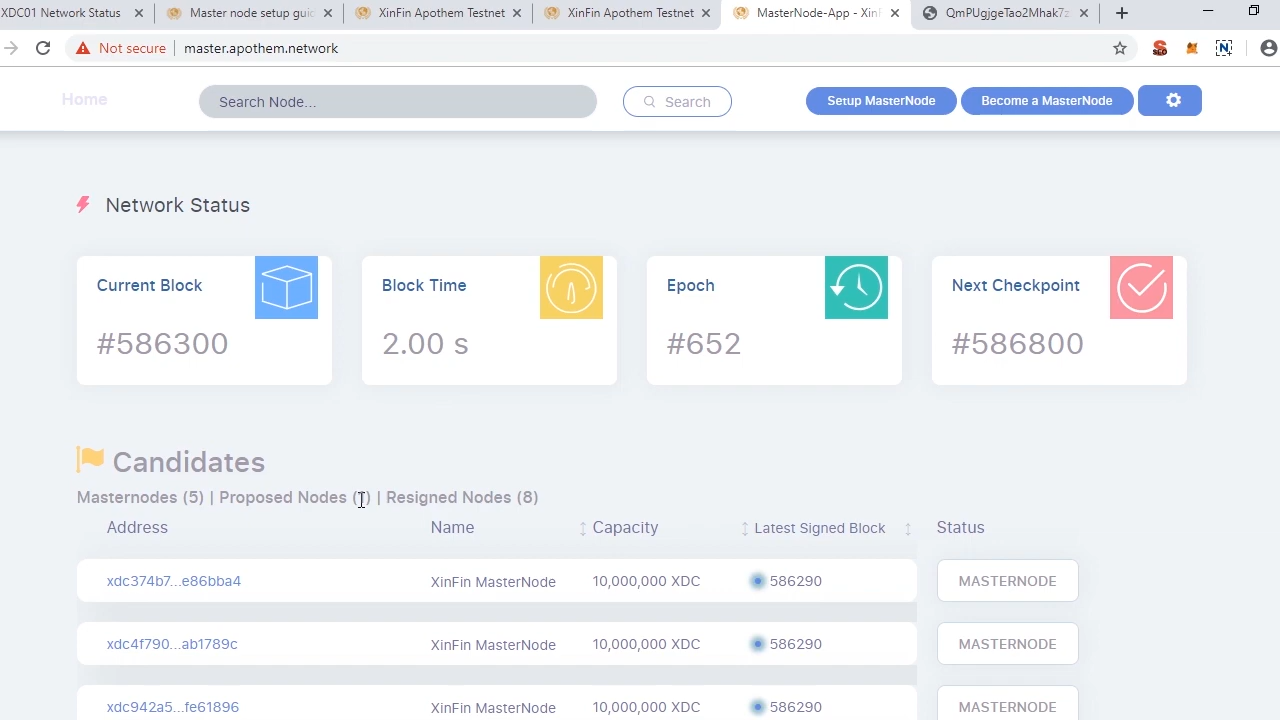 XDC01 Network Status
Master node setup guid
XinFin Apothem Testnet
XinFin Apothem Testnet
MasterNode-App - XinF
QmPUgjgeTao2Mhak7z
Not secure
master.apothem.network
Home
Search Node...
Search
Setup MasterNode
Become a MasterNode
Network Status
Current Block
Block Time
Epoch
Next Checkpoint
#586300
2.00 s
#652
#586800
Candidates
Masternodes (5) | Proposed Nodes ( ) | Resigned Nodes (8)
Address Name Capacity Latest Signed Block Status
xdc374b7...e86bba4 XinFin MasterNode 10,000,000 XDC 586290 MASTERNODE
xdc4f790...ab1789c XinFin MasterNode 10,000,000 XDC 586290 MASTERNODE
xdc942a5...fe61896 XinFin MasterNode 10,000,000 XDC 586290 MASTERNODE